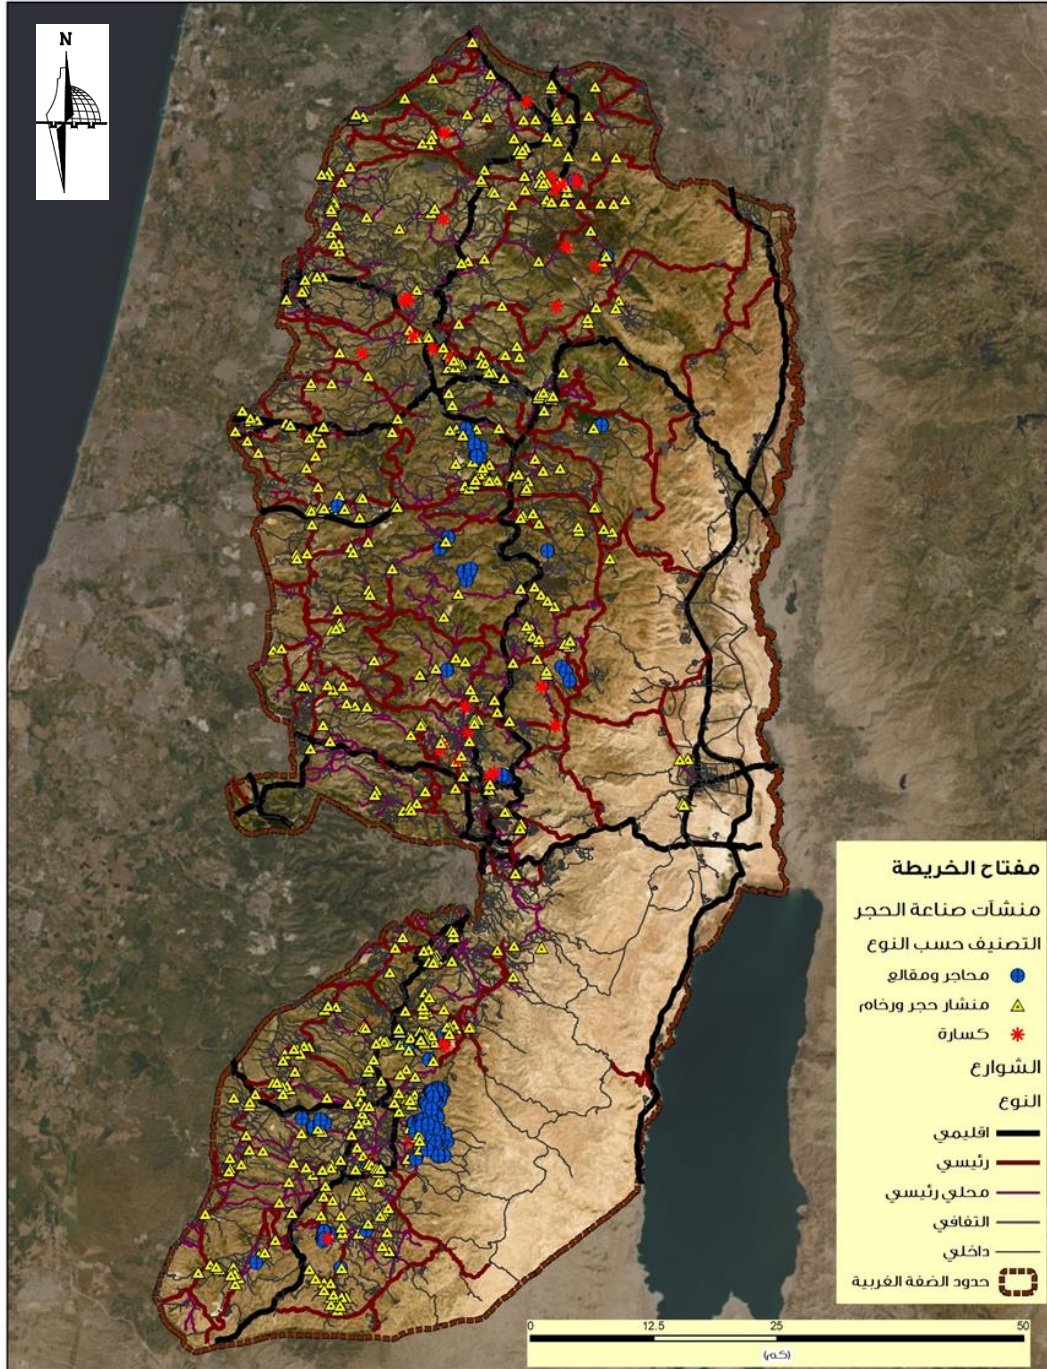 N
مفتاح الخريطة
منشآت صناعة الحجر
التصنيف حسب النوع
محاجر ومقالع
منشار حجر ورخام
كسارة
الشوارع
النوع
اقليمي
رئيسي
محلي رئيسي
التفافي
داخلي
حدود الضفة الغربية
0 12.5 25 50
(كم)